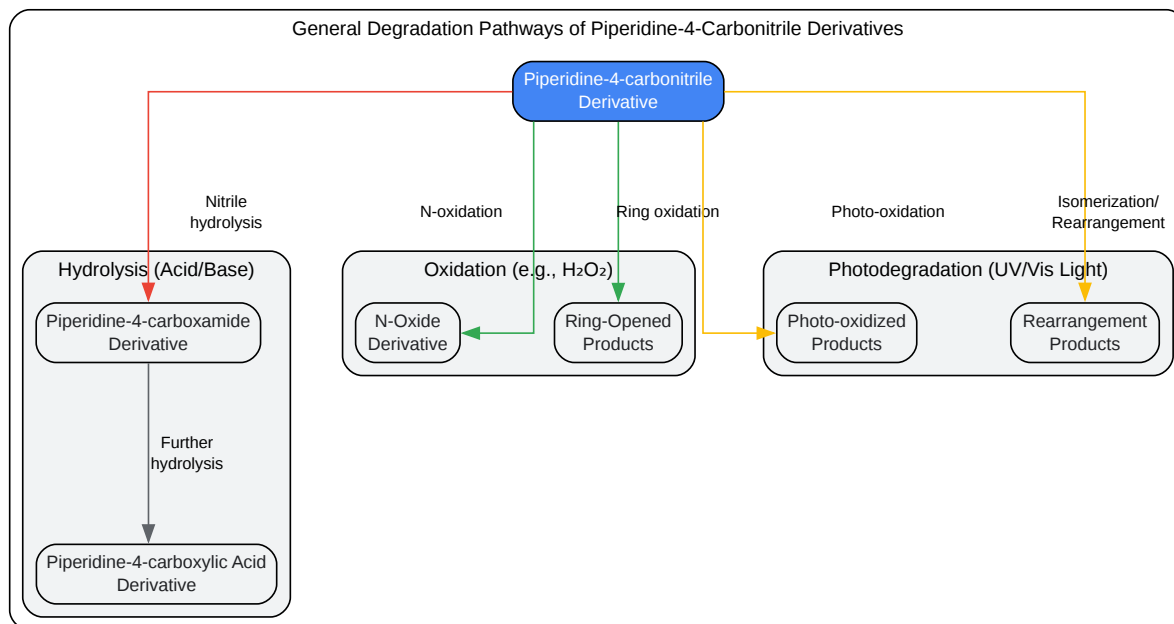 General Degradation Pathways of Piperidine-4-Carbonitrile Derivatives
Piperidine-4-carbonitrile
Derivative
Nitrile
hydrolysis
N-oxidation
Ring oxidation
Photo-oxidation
Isomerization/
Rearrangement
Hydrolysis (Acid/Base)
Piperidine-4-carboxamide
Derivative
Further
hydrolysis
Piperidine-4-carboxylic Acid
Derivative
Oxidation (e.g., H₂O₂)
N-Oxide
Derivative
Ring-Opened
Products
Photodegradation (UV/Vis Light)
Photo-oxidized
Products
Rearrangement
Products